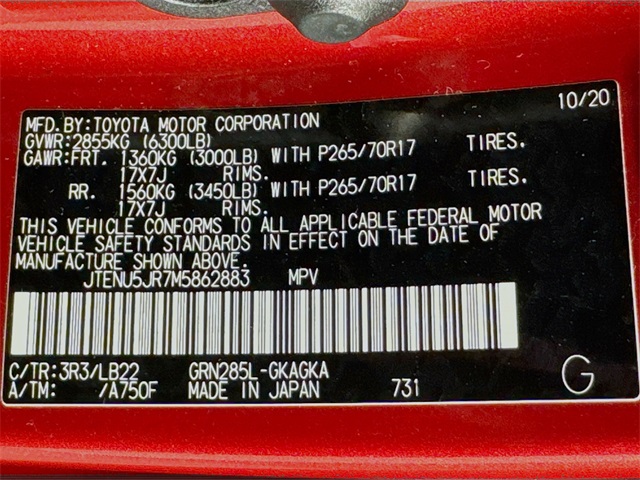 10/20
MFD.BY:TOYOTA MOTOR CORPORATION
GVWR:2855KG (6300LB)
GAWR:FRT. 1360KG (3000LB) WITH P265/70R17 TIRES.
17X7J RIMS.
RR. 1560KG (3450LB) WITH P265/70R17 TIRES.
17X7J RIMS.
THIS VEHICLE CONFORMS TO ALL APPLICABLE FEDERAL MOTOR
VEHICLE SAFETY STANDARDS IN EFFECT ON THE DATE OF
MANUFACTURE SHOWN ABOVE.
JTENU5JR7M5862883 MPV
C/TR:3R3/LB22 GRN285L-GKAGKA
A/TM: /A750F MADE IN JAPAN 731
G